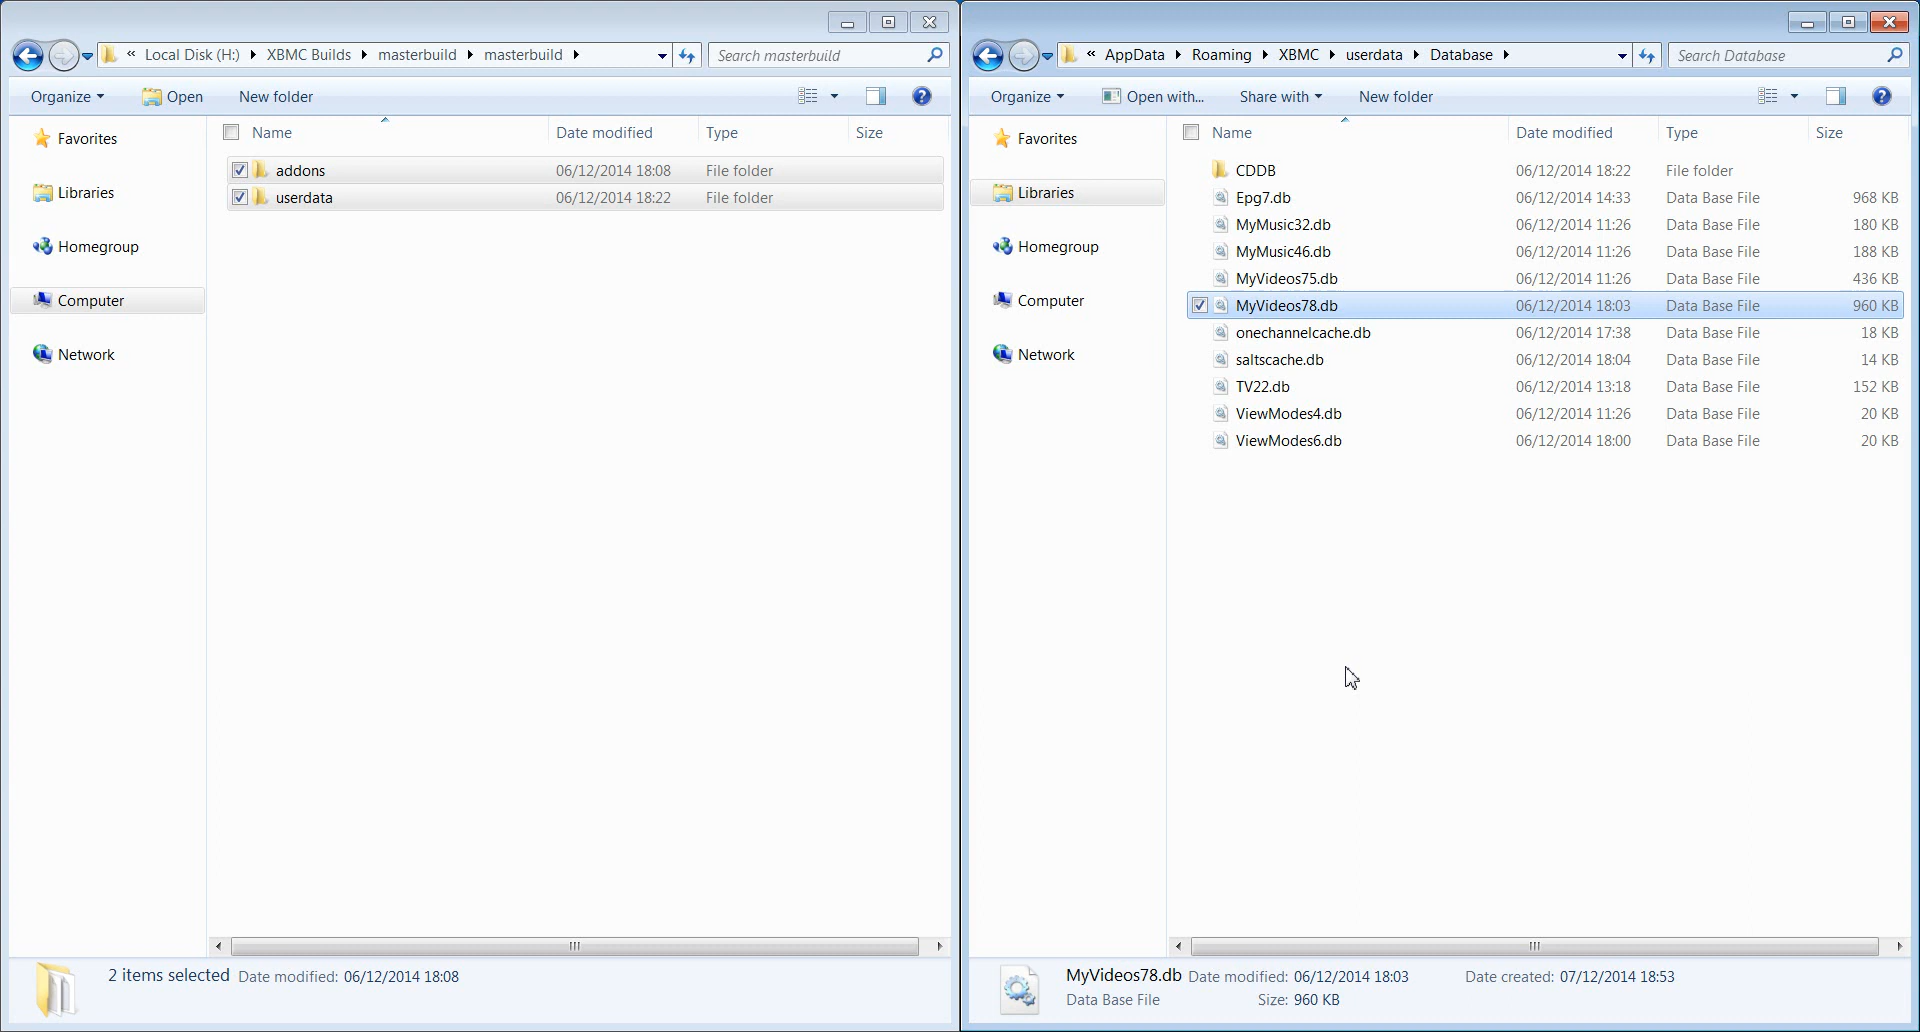 « Local Disk (H:) XBMC Builds masterbuild masterbuild
Search masterbuild
Organize Open New folder
Favorites
Libraries
Homegroup
Computer
Network
Name Date modified Type Size
addons 06/12/2014 18:08 File folder
userdata 06/12/2014 18:22 File folder
2 items selected Date modified: 06/12/2014 18:08
« AppData Roaming XBMC userdata Database
Search Database
Organize Open with... Share with New folder
Favorites
Libraries
Homegroup
Computer
Network
Name Date modified Type Size
CDDB 06/12/2014 18:22 File folder
Epg7.db 06/12/2014 14:33 Data Base File 968 KB
MyMusic32.db 06/12/2014 11:26 Data Base File 180 KB
MyMusic46.db 06/12/2014 11:26 Data Base File 188 KB
MyVideos75.db 06/12/2014 11:26 Data Base File 436 KB
MyVideos78.db 06/12/2014 18:03 Data Base File 960 KB
onechannelcache.db 06/12/2014 17:38 Data Base File 18 KB
saltscache.db 06/12/2014 18:04 Data Base File 14 KB
TV22.db 06/12/2014 13:18 Data Base File 152 KB
ViewModes4.db 06/12/2014 11:26 Data Base File 20 KB
ViewModes6.db 06/12/2014 18:00 Data Base File 20 KB
MyVideos78.db Date modified: 06/12/2014 18:03 Date created: 07/12/2014 18:53
Data Base File Size: 960 KB